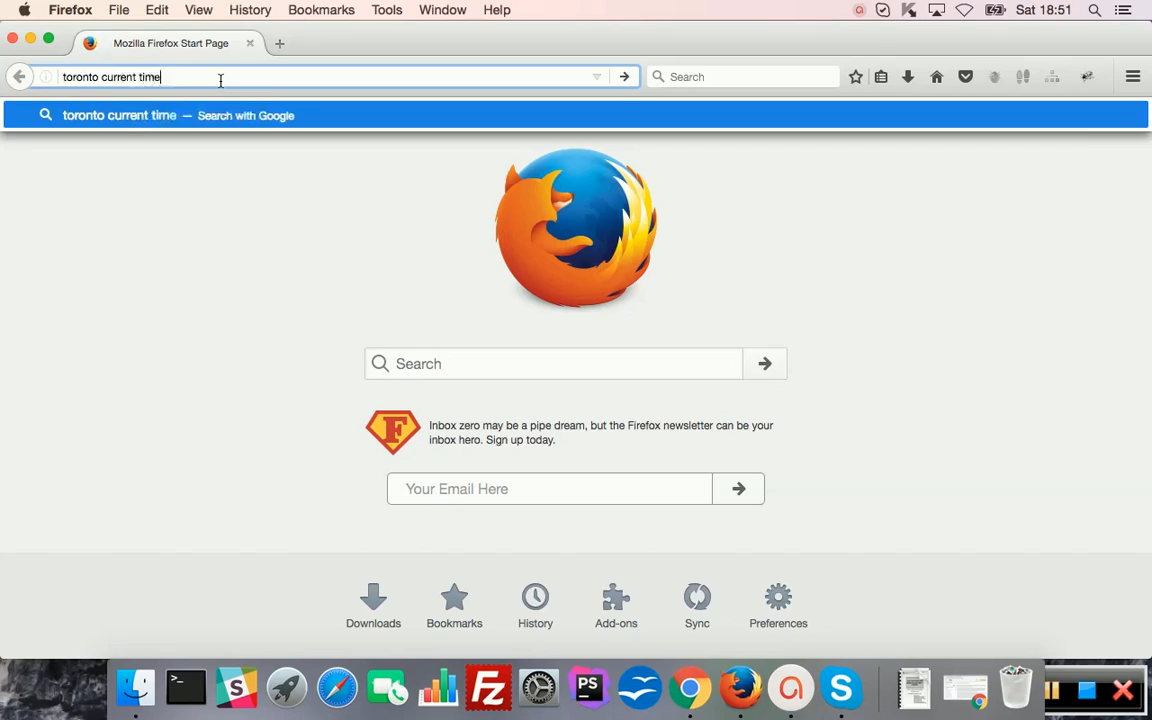 Firefox File Edit View History Bookmarks Tools Window Help Sat 18:51
Mozilla Firefox Start Page
toronto current time Search
toronto current time — Search with Google
Search
F
Inbox zero may be a pipe dream, but the Firefox newsletter can be your
inbox hero. Sign up today.
Your Email Here
Downloads Bookmarks History Add-ons Sync Preferences
>_ S Fz PS a S